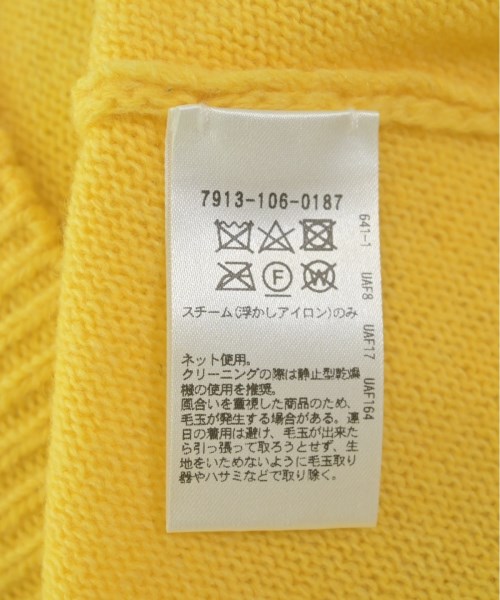 7913-106-0187
F
W
スチーム(浮かしアイロン)のみ
ネット使用。
クリーニングの際は静止型乾燥
機の使用を推奨。
風合いを重視した商品のため、
毛玉が発生する場合がある。連
日の着用は避け、毛玉が出来た
ら引っ張って取ろうとせず、生
地をいためないように毛玉取り
器やハサミなどで取り除く。
641-1 UAF8 UAF17 UAF164